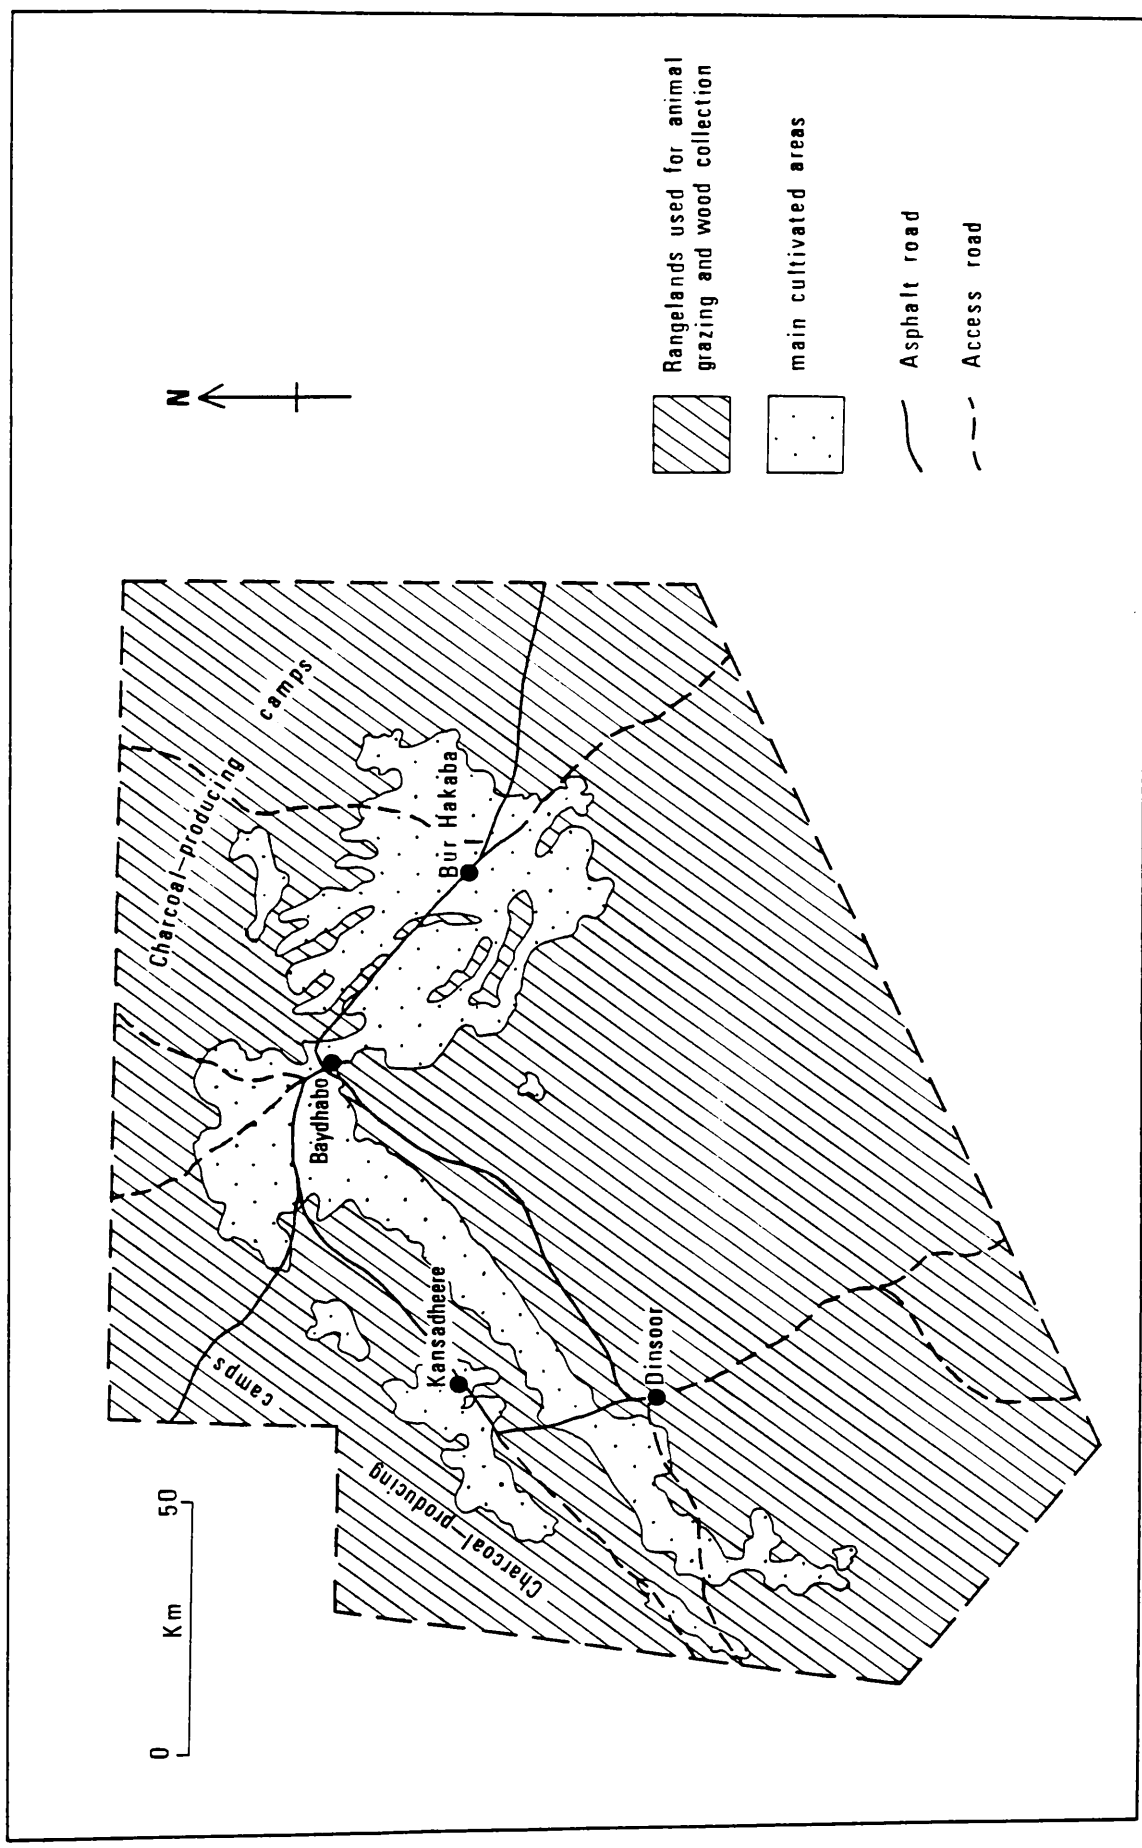 0 50
Km
N
Charcoal–producing camps
Charcoal–producing camps
Baydhabo
Bur Hakaba
Kansadheere
Dinsoor
Rangelands used for animal
grazing and wood collection
main cultivated areas
Asphalt road
Access road